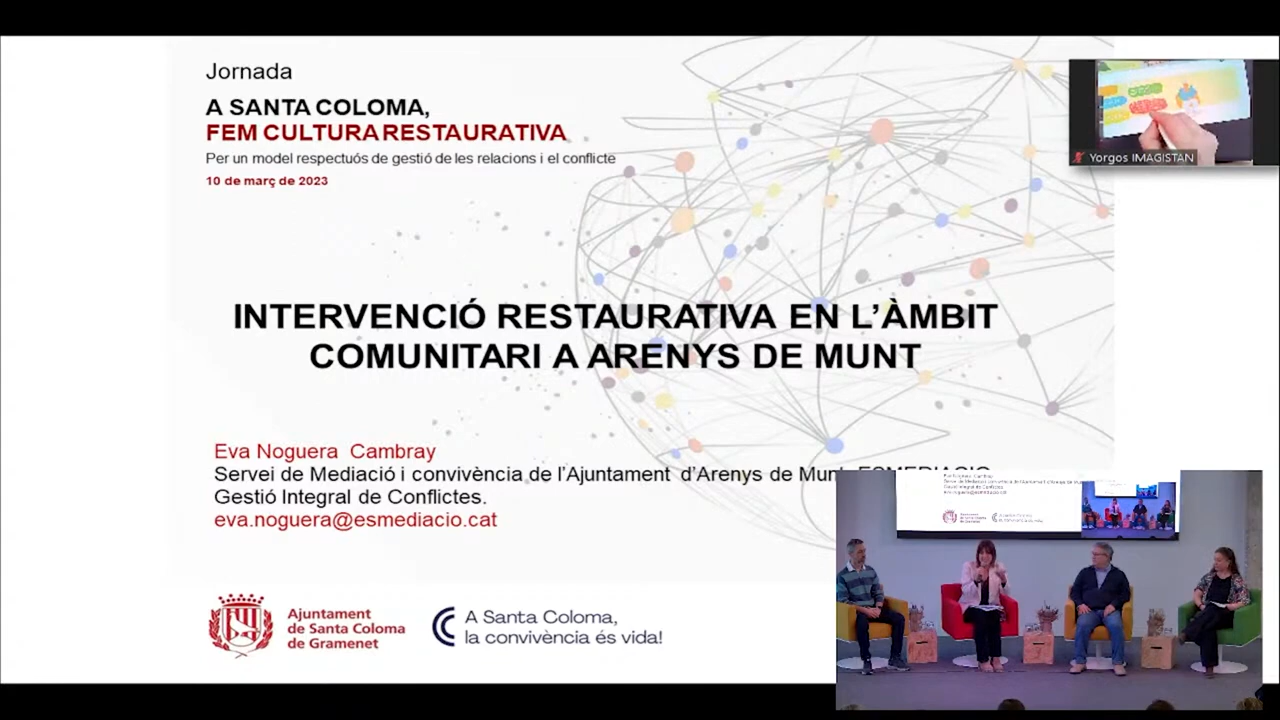 Jornada
A SANTA COLOMA,
FEM CULTURA RESTAURATIVA
Per un model respectuós de gestió de les relacions i el conflicte
10 de març de 2023
Yorgos IMAGISTAN
INTERVENCIÓ RESTAURATIVA EN L'ÀMBIT
COMUNITARI A ARENYS DE MUNT
Eva Noguera Cambray
Servei de Mediació i convivència de l'Ajuntament d'Arenys de Munt. ESMEDIACIO
Gestió Integral de Conflictes.
eva.noguera@esmediacio.cat
Ajuntament
de Santa Coloma
de Gramenet
A Santa Coloma,
la convivència és vida!